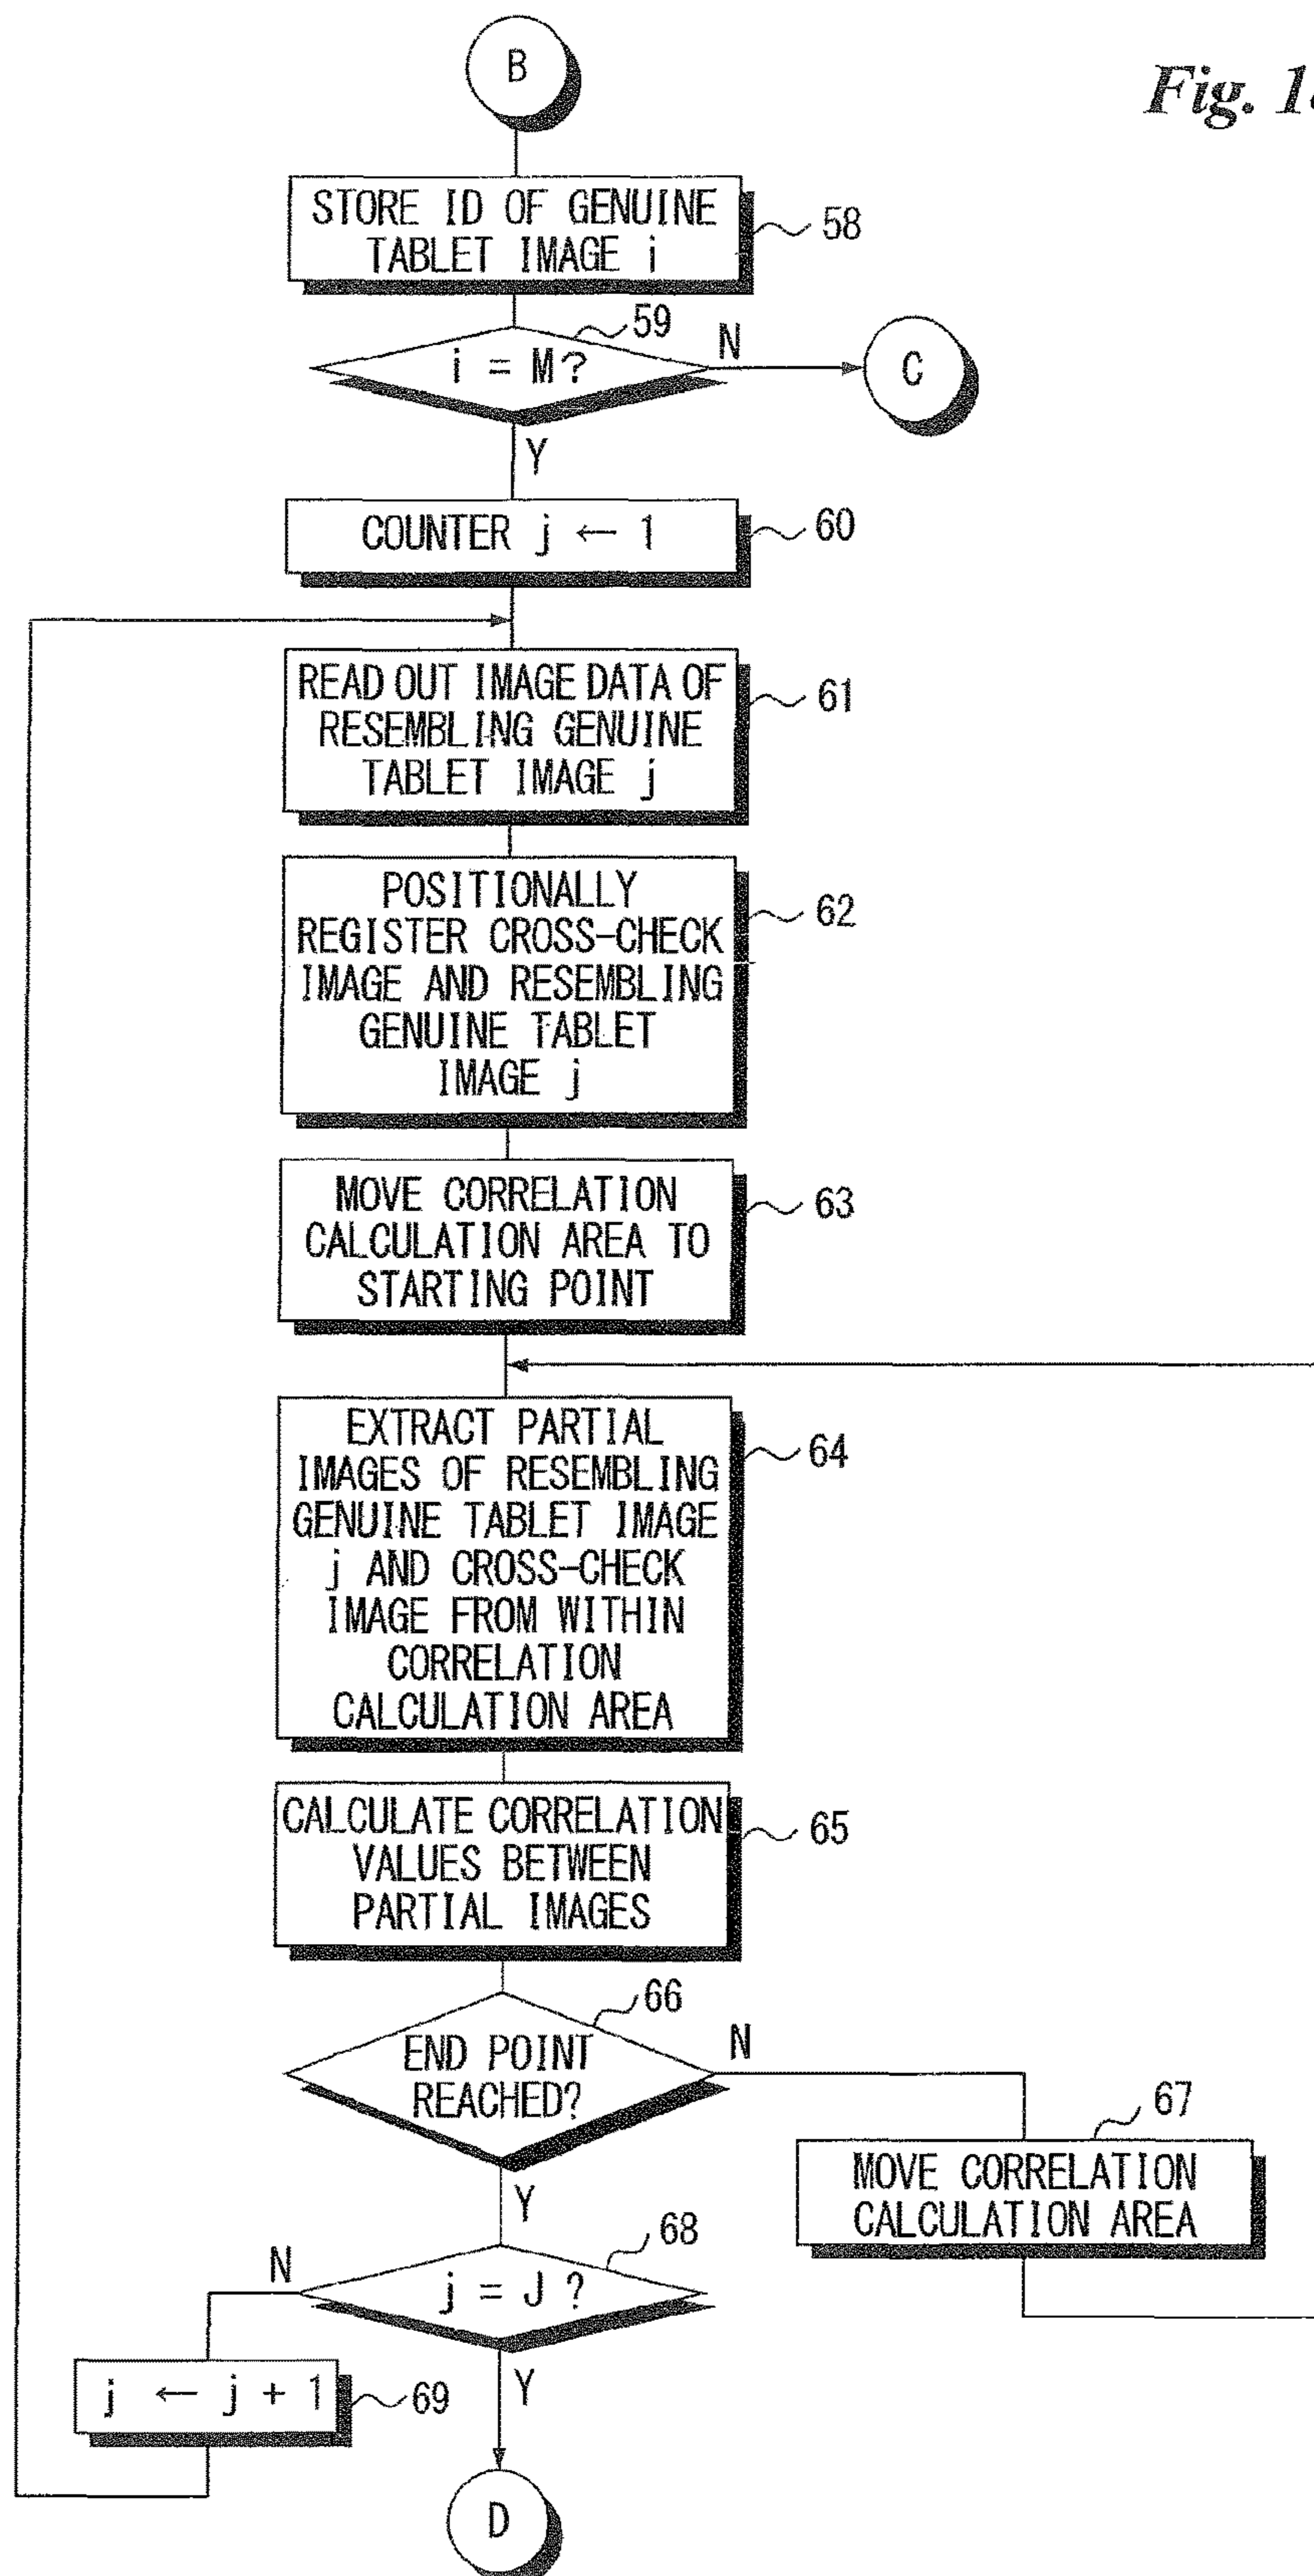 B
Fig. 1
STORE ID OF GENUINE
TABLET IMAGE i
58
59
i = M?
N
C
Y
COUNTER j ← 1
60
READ OUT IMAGE DATA OF
RESEMBLING GENUINE
TABLET IMAGE j
61
POSITIONALLY
REGISTER CROSS-CHECK
IMAGE AND RESEMBLING
GENUINE TABLET
IMAGE j
62
MOVE CORRELATION
CALCULATION AREA TO
STARTING POINT
63
EXTRACT PARTIAL
IMAGES OF RESEMBLING
GENUINE TABLET IMAGE
j AND CROSS-CHECK
IMAGE FROM WITHIN
CORRELATION
CALCULATION AREA
64
CALCULATE CORRELATION
VALUES BETWEEN
PARTIAL IMAGES
65
66
END POINT
REACHED?
N
67
MOVE CORRELATION
CALCULATION AREA
Y
68
N
j = J ?
j ← j + 1
69
Y
D